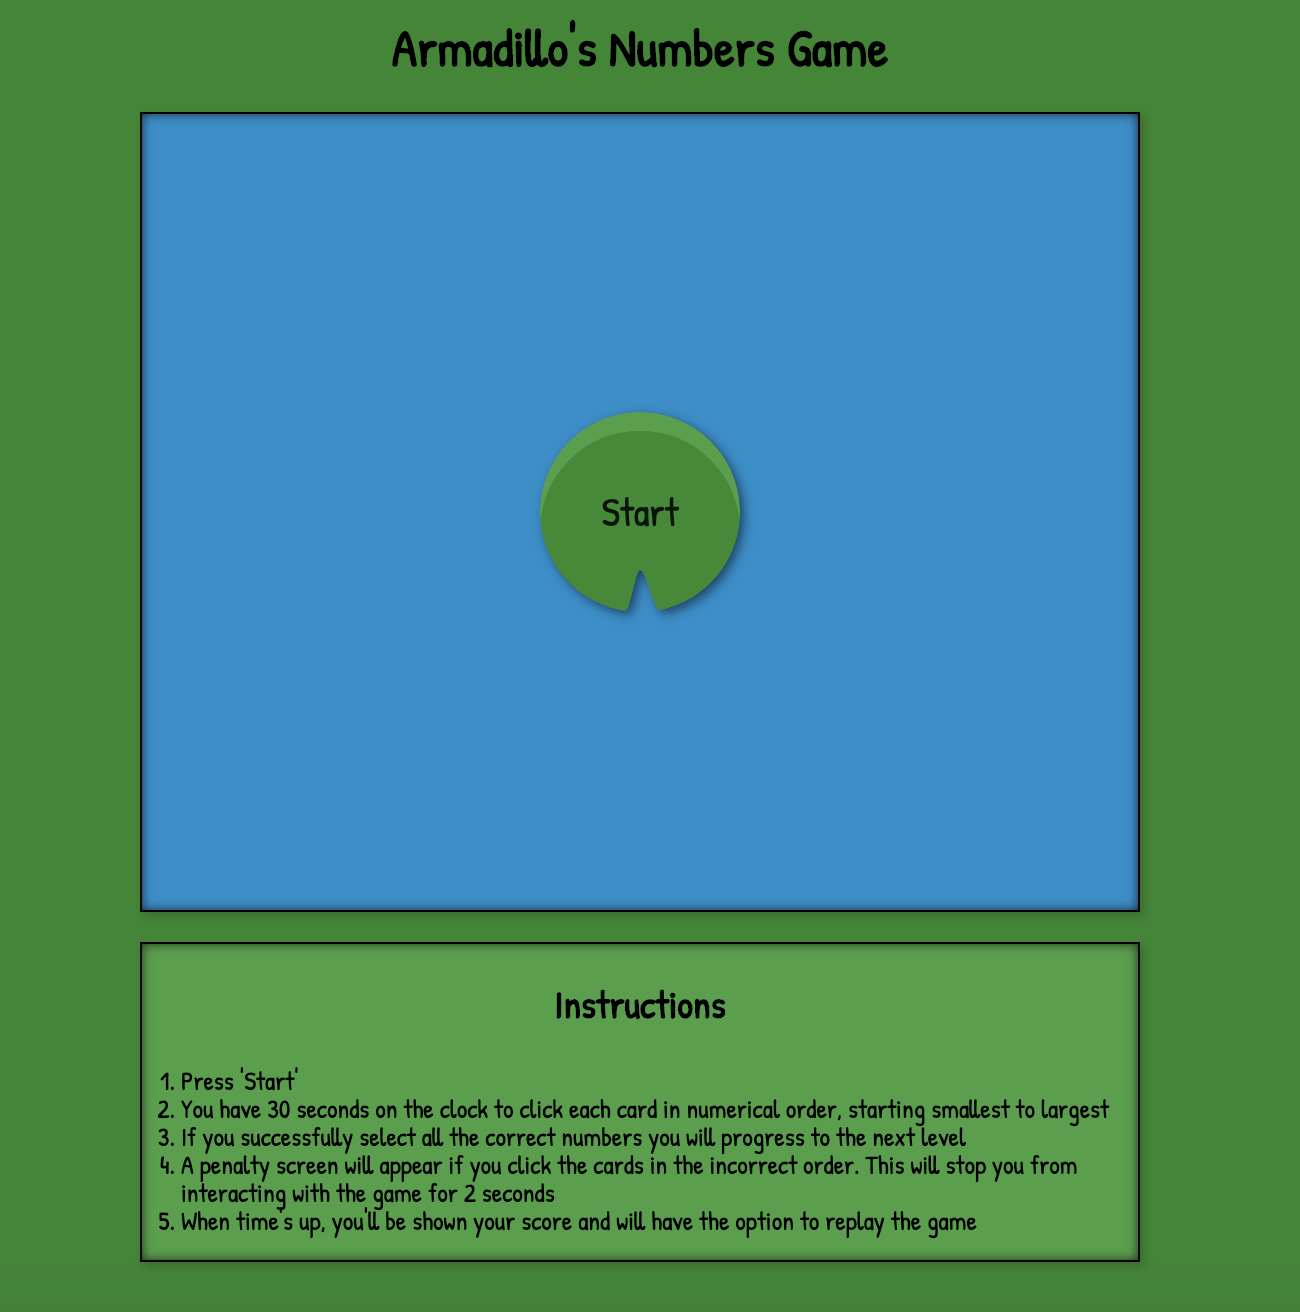 Armadillo's Numbers Game
Start
Instructions
1. Press 'Start'
2. You have 30 seconds on the clock to click each card in numerical order, starting smallest to largest
3. If you successfully select all the correct numbers you will progress to the next level
4. A penalty screen will appear if you click the cards in the incorrect order. This will stop you from
interacting with the game for 2 seconds
5. When time's up, you'll be shown your score and will have the option to replay the game